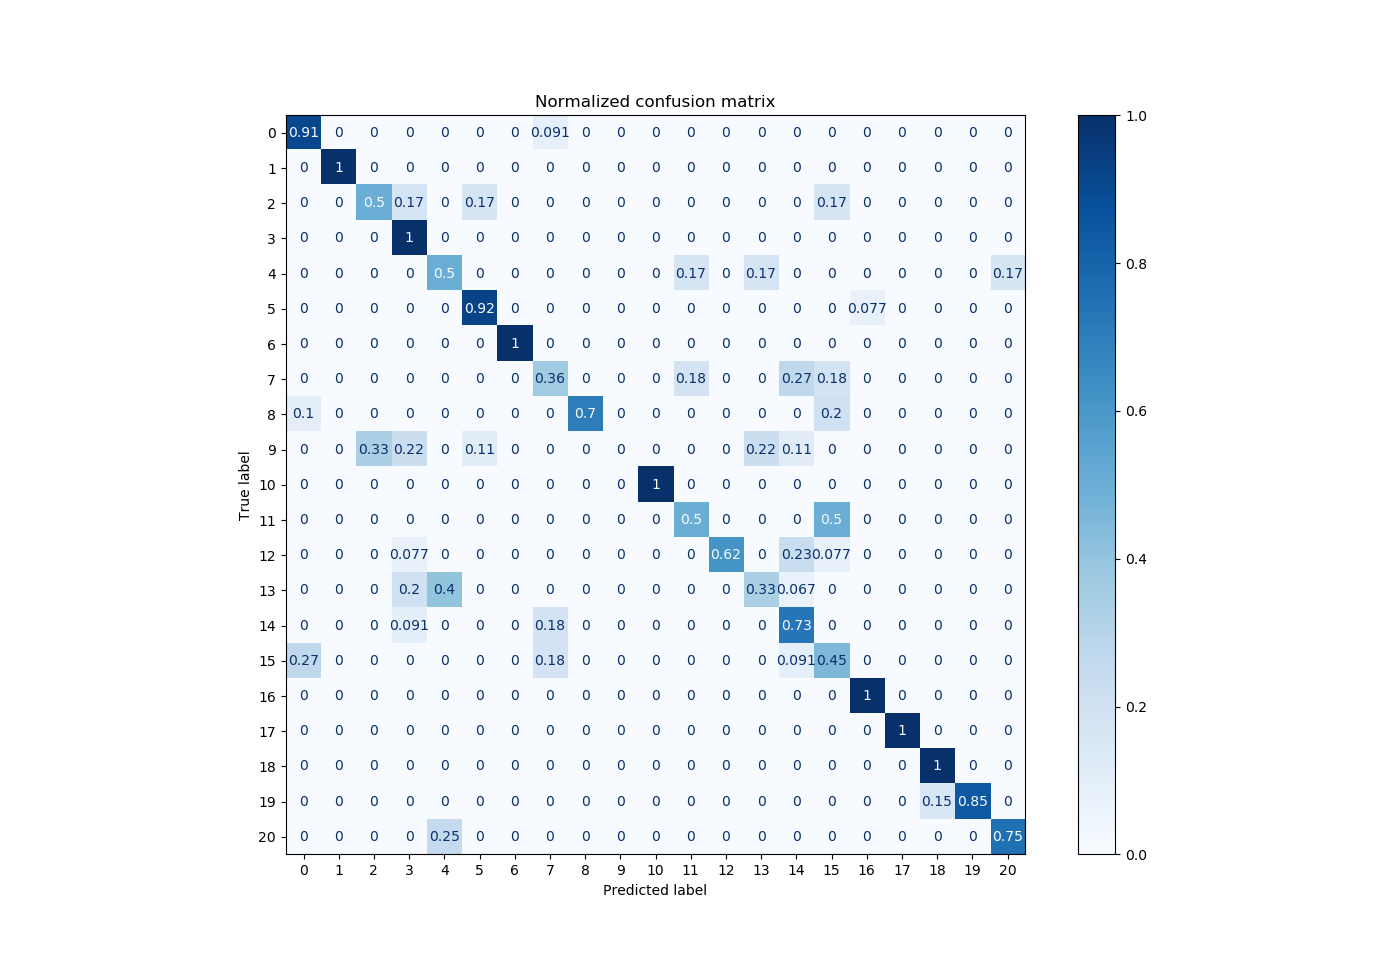 Normalized confusion matrix
0 0.91 0 0 0 0 0 0 0.091 0 0 0 0 0 0 0 0 0 0 0 0 0
1 0 1 0 0 0 0 0 0 0 0 0 0 0 0 0 0 0 0 0 0 0
2 0 0 0.5 0.17 0 0.17 0 0 0 0 0 0 0 0 0 0.17 0 0 0 0 0
3 0 0 0 1 0 0 0 0 0 0 0 0 0 0 0 0 0 0 0 0 0
4 0 0 0 0 0.5 0 0 0 0 0 0 0.17 0 0.17 0 0 0 0 0 0 0.17
5 0 0 0 0 0 0.92 0 0 0 0 0 0 0 0 0 0 0.077 0 0 0 0
6 0 0 0 0 0 0 1 0 0 0 0 0 0 0 0 0 0 0 0 0 0
7 0 0 0 0 0 0 0 0.36 0 0 0 0.18 0 0 0.27 0.18 0 0 0 0 0
8 0.1 0 0 0 0 0 0 0 0.7 0 0 0 0 0 0 0.2 0 0 0 0 0
9 0 0 0.33 0.22 0 0.11 0 0 0 0 0 0 0 0.22 0.11 0 0 0 0 0 0
10 0 0 0 0 0 0 0 0 0 0 1 0 0 0 0 0 0 0 0 0 0
11 0 0 0 0 0 0 0 0 0 0 0 0.5 0 0 0 0.5 0 0 0 0 0
12 0 0 0 0.077 0 0 0 0 0 0 0 0 0.62 0 0.23 0.077 0 0 0 0 0
13 0 0 0 0.2 0.4 0 0 0 0 0 0 0 0 0.33 0.067 0 0 0 0 0 0
14 0 0 0 0.091 0 0 0 0.18 0 0 0 0 0 0 0.73 0 0 0 0 0 0
15 0.27 0 0 0 0 0 0 0.18 0 0 0 0 0 0 0.091 0.45 0 0 0 0 0
16 0 0 0 0 0 0 0 0 0 0 0 0 0 0 0 0 1 0 0 0 0
17 0 0 0 0 0 0 0 0 0 0 0 0 0 0 0 0 0 1 0 0 0
18 0 0 0 0 0 0 0 0 0 0 0 0 0 0 0 0 0 0 1 0 0
19 0 0 0 0 0 0 0 0 0 0 0 0 0 0 0 0 0 0 0.15 0.85 0
20 0 0 0 0 0.25 0 0 0 0 0 0 0 0 0 0 0 0 0 0 0 0.75
0 1 2 3 4 5 6 7 8 9 10 11 12 13 14 15 16 17 18 19 20
Predicted label
True label
1.0
0.8
0.6
0.4
0.2
0.0